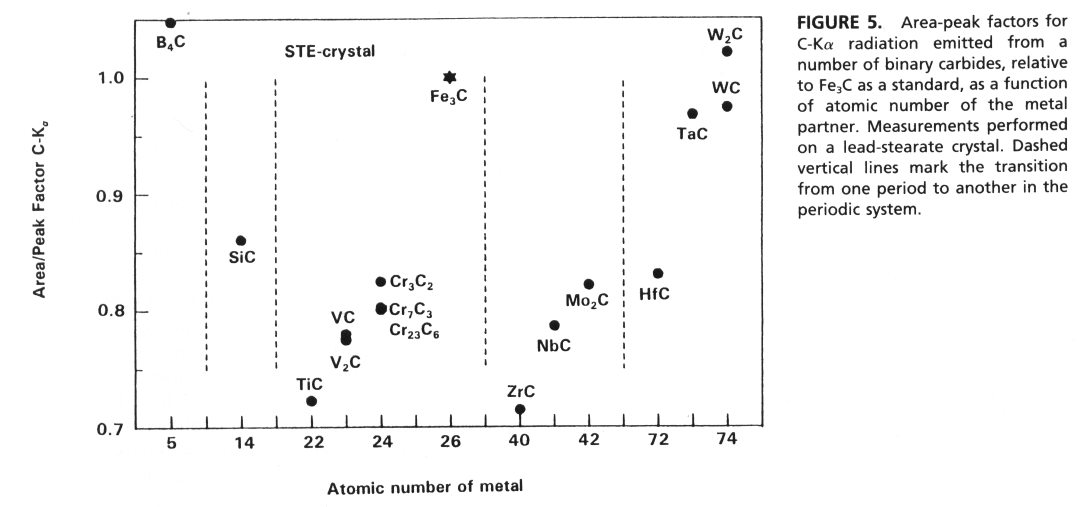 B₄C
STE-crystal
W₂C
1.0
Fe₃C
WC
TaC
Area/Peak Factor C-Kα
0.9
SiC
Cr₃C₂
HfC
Mo₂C
0.8
VC
Cr₇C₃
Cr₂₃C₆
NbC
V₂C
TiC
ZrC
0.7
5 14 22 24 26 40 42 72 74
Atomic number of metal
FIGURE 5. Area-peak factors for
C-Kα radiation emitted from a
number of binary carbides, relative
to Fe₃C as a standard, as a function
of atomic number of the metal
partner. Measurements performed
on a lead-stearate crystal. Dashed
vertical lines mark the transition
from one period to another in the
periodic system.